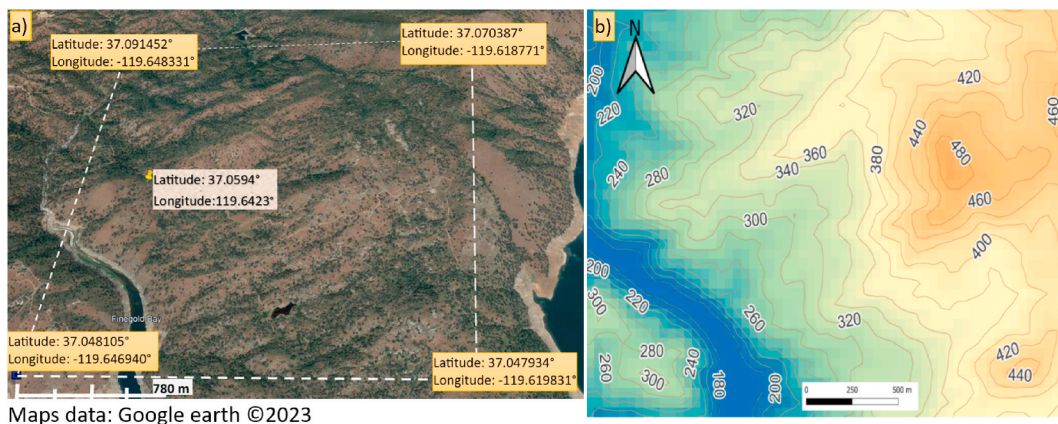 a)
Latitude: 37.091452°
Longitude: -119.648331°
Latitude: 37.070387°
Longitude: -119.618771°
Latitude: 37.0594°
Longitude:119.6423°
Finegold Bay
Latitude: 37.048105°
Longitude: -119.646940°
Latitude: 37.047934°
Longitude: -119.619831°
780 m
Maps data: Google earth ©2023
b)
N
200
220
240
280
320
340
360
380
440
420
460
480
460
400
300
200
300
220
260
320
280
260
300
240
180
200
420
440
0 250 500 m